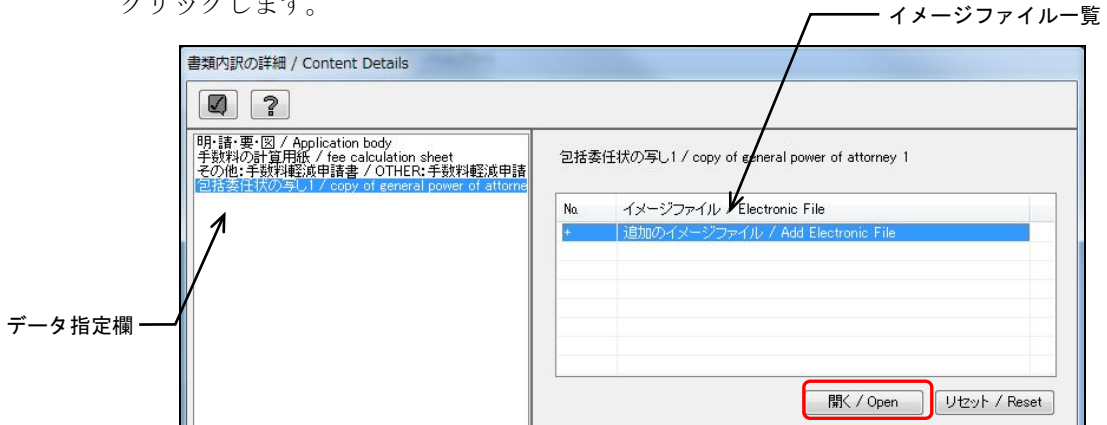 クリックします。
イメージファイル一覧
書類内訳の詳細 / Content Details
明・請・要・図 / Application body
手数料の計算用紙 / fee calculation sheet
その他:手数料軽減申請書 / OTHER:手数料軽減申請
包括委任状の写し1 / copy of general power of attorne
包括委任状の写し1 / copy of general power of attorney 1
No. イメージファイル / Electronic File
+ 追加のイメージファイル / Add Electronic File
データ指定欄
開く / Open リセット / Reset